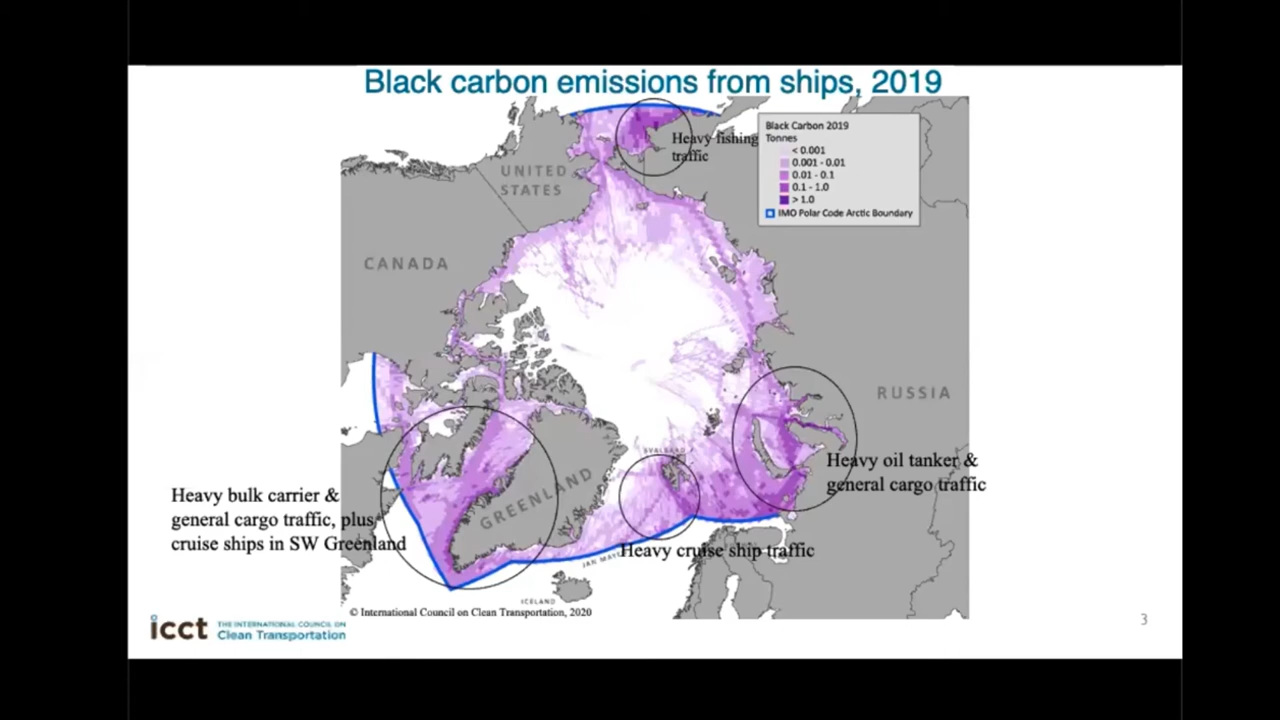 Black carbon emissions from ships, 2019
Heavy fishing
traffic
Black Carbon 2019
Tonnes
< 0.001
0.001 - 0.01
0.01 - 0.1
0.1 - 1.0
> 1.0
IMO Polar Code Arctic Boundary
UNITED
STATES
CANADA
RUSSIA
SVALBARD
GREENLAND
Heavy oil tanker &
general cargo traffic
Heavy bulk carrier &
general cargo traffic, plus
cruise ships in SW Greenland
Heavy cruise ship traffic
JAN MAYE
ICELAND
© International Council on Clean Transportation, 2020
icct
THE INTERNATIONAL COUNCIL ON
Clean Transportation
3